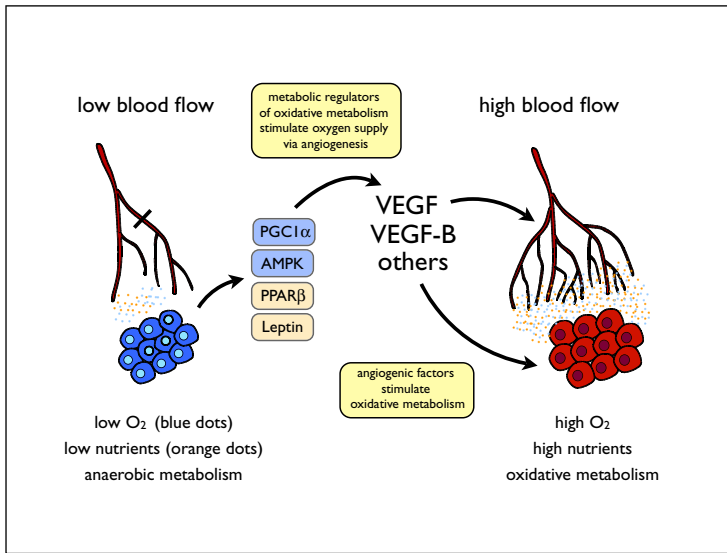 low blood flow
metabolic regulators
of oxidative metabolism
stimulate oxygen supply
via angiogenesis
high blood flow
PGC1α
AMPK
PPARβ
Leptin
VEGF
VEGF-B
others
angiogenic factors
stimulate
oxidative metabolism
low O₂ (blue dots)
low nutrients (orange dots)
anaerobic metabolism
high O₂
high nutrients
oxidative metabolism